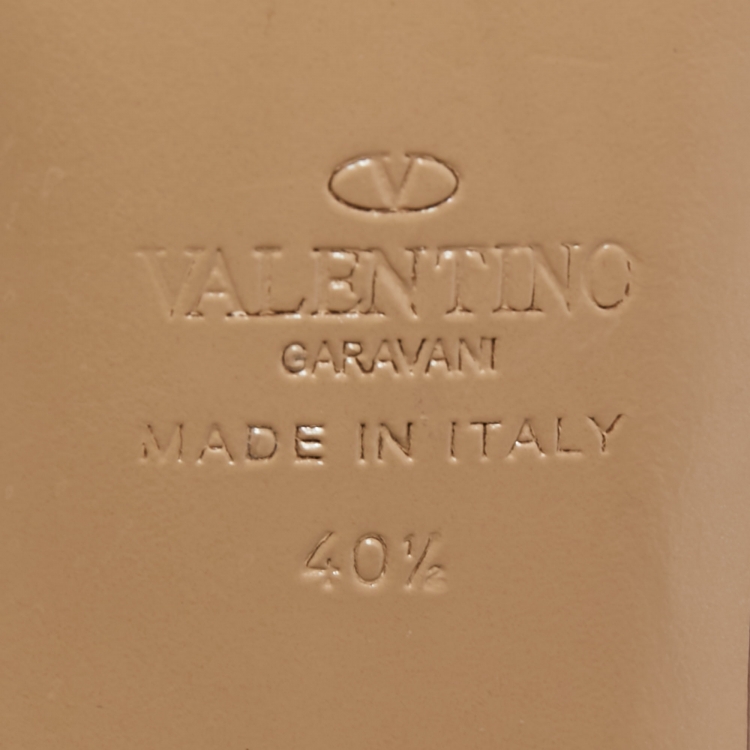 V
VALENTINO
GARAVANI
MADE IN ITALY
40½